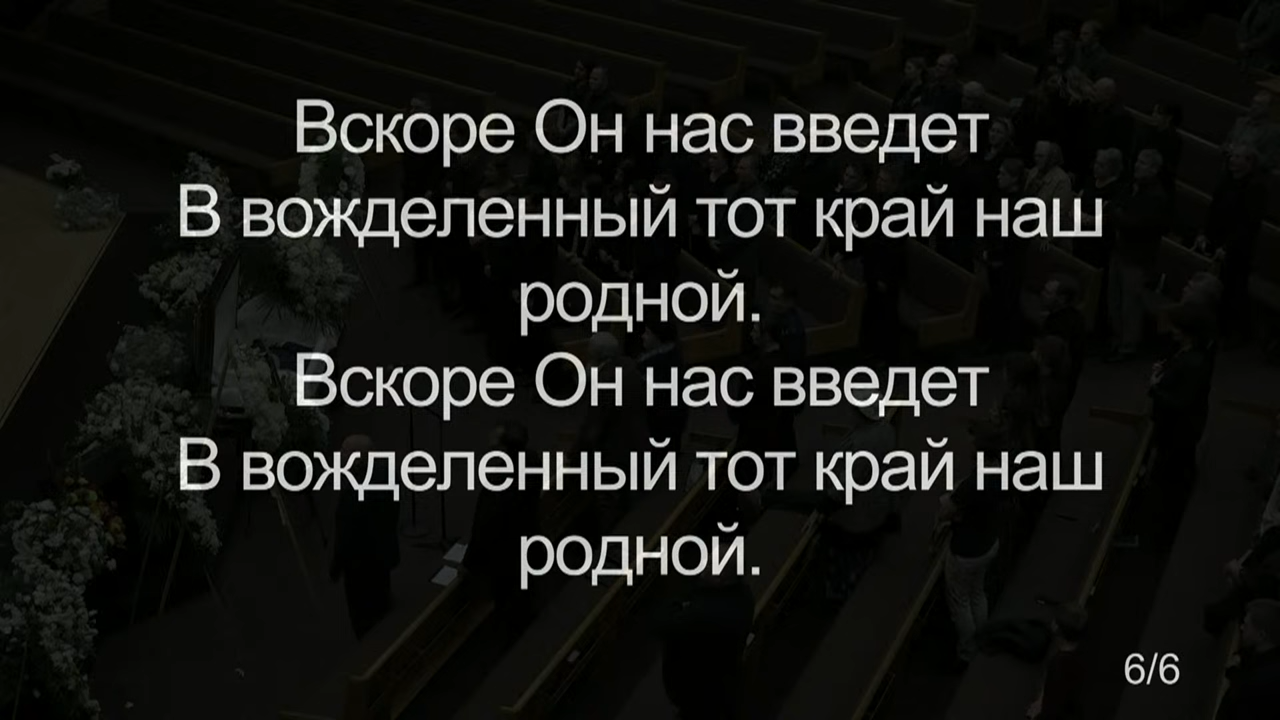 Вскоре Он нас введет
В вожделенный тот край наш
родной.
Вскоре Он нас введет
В вожделенный тот край наш
родной.
6/6